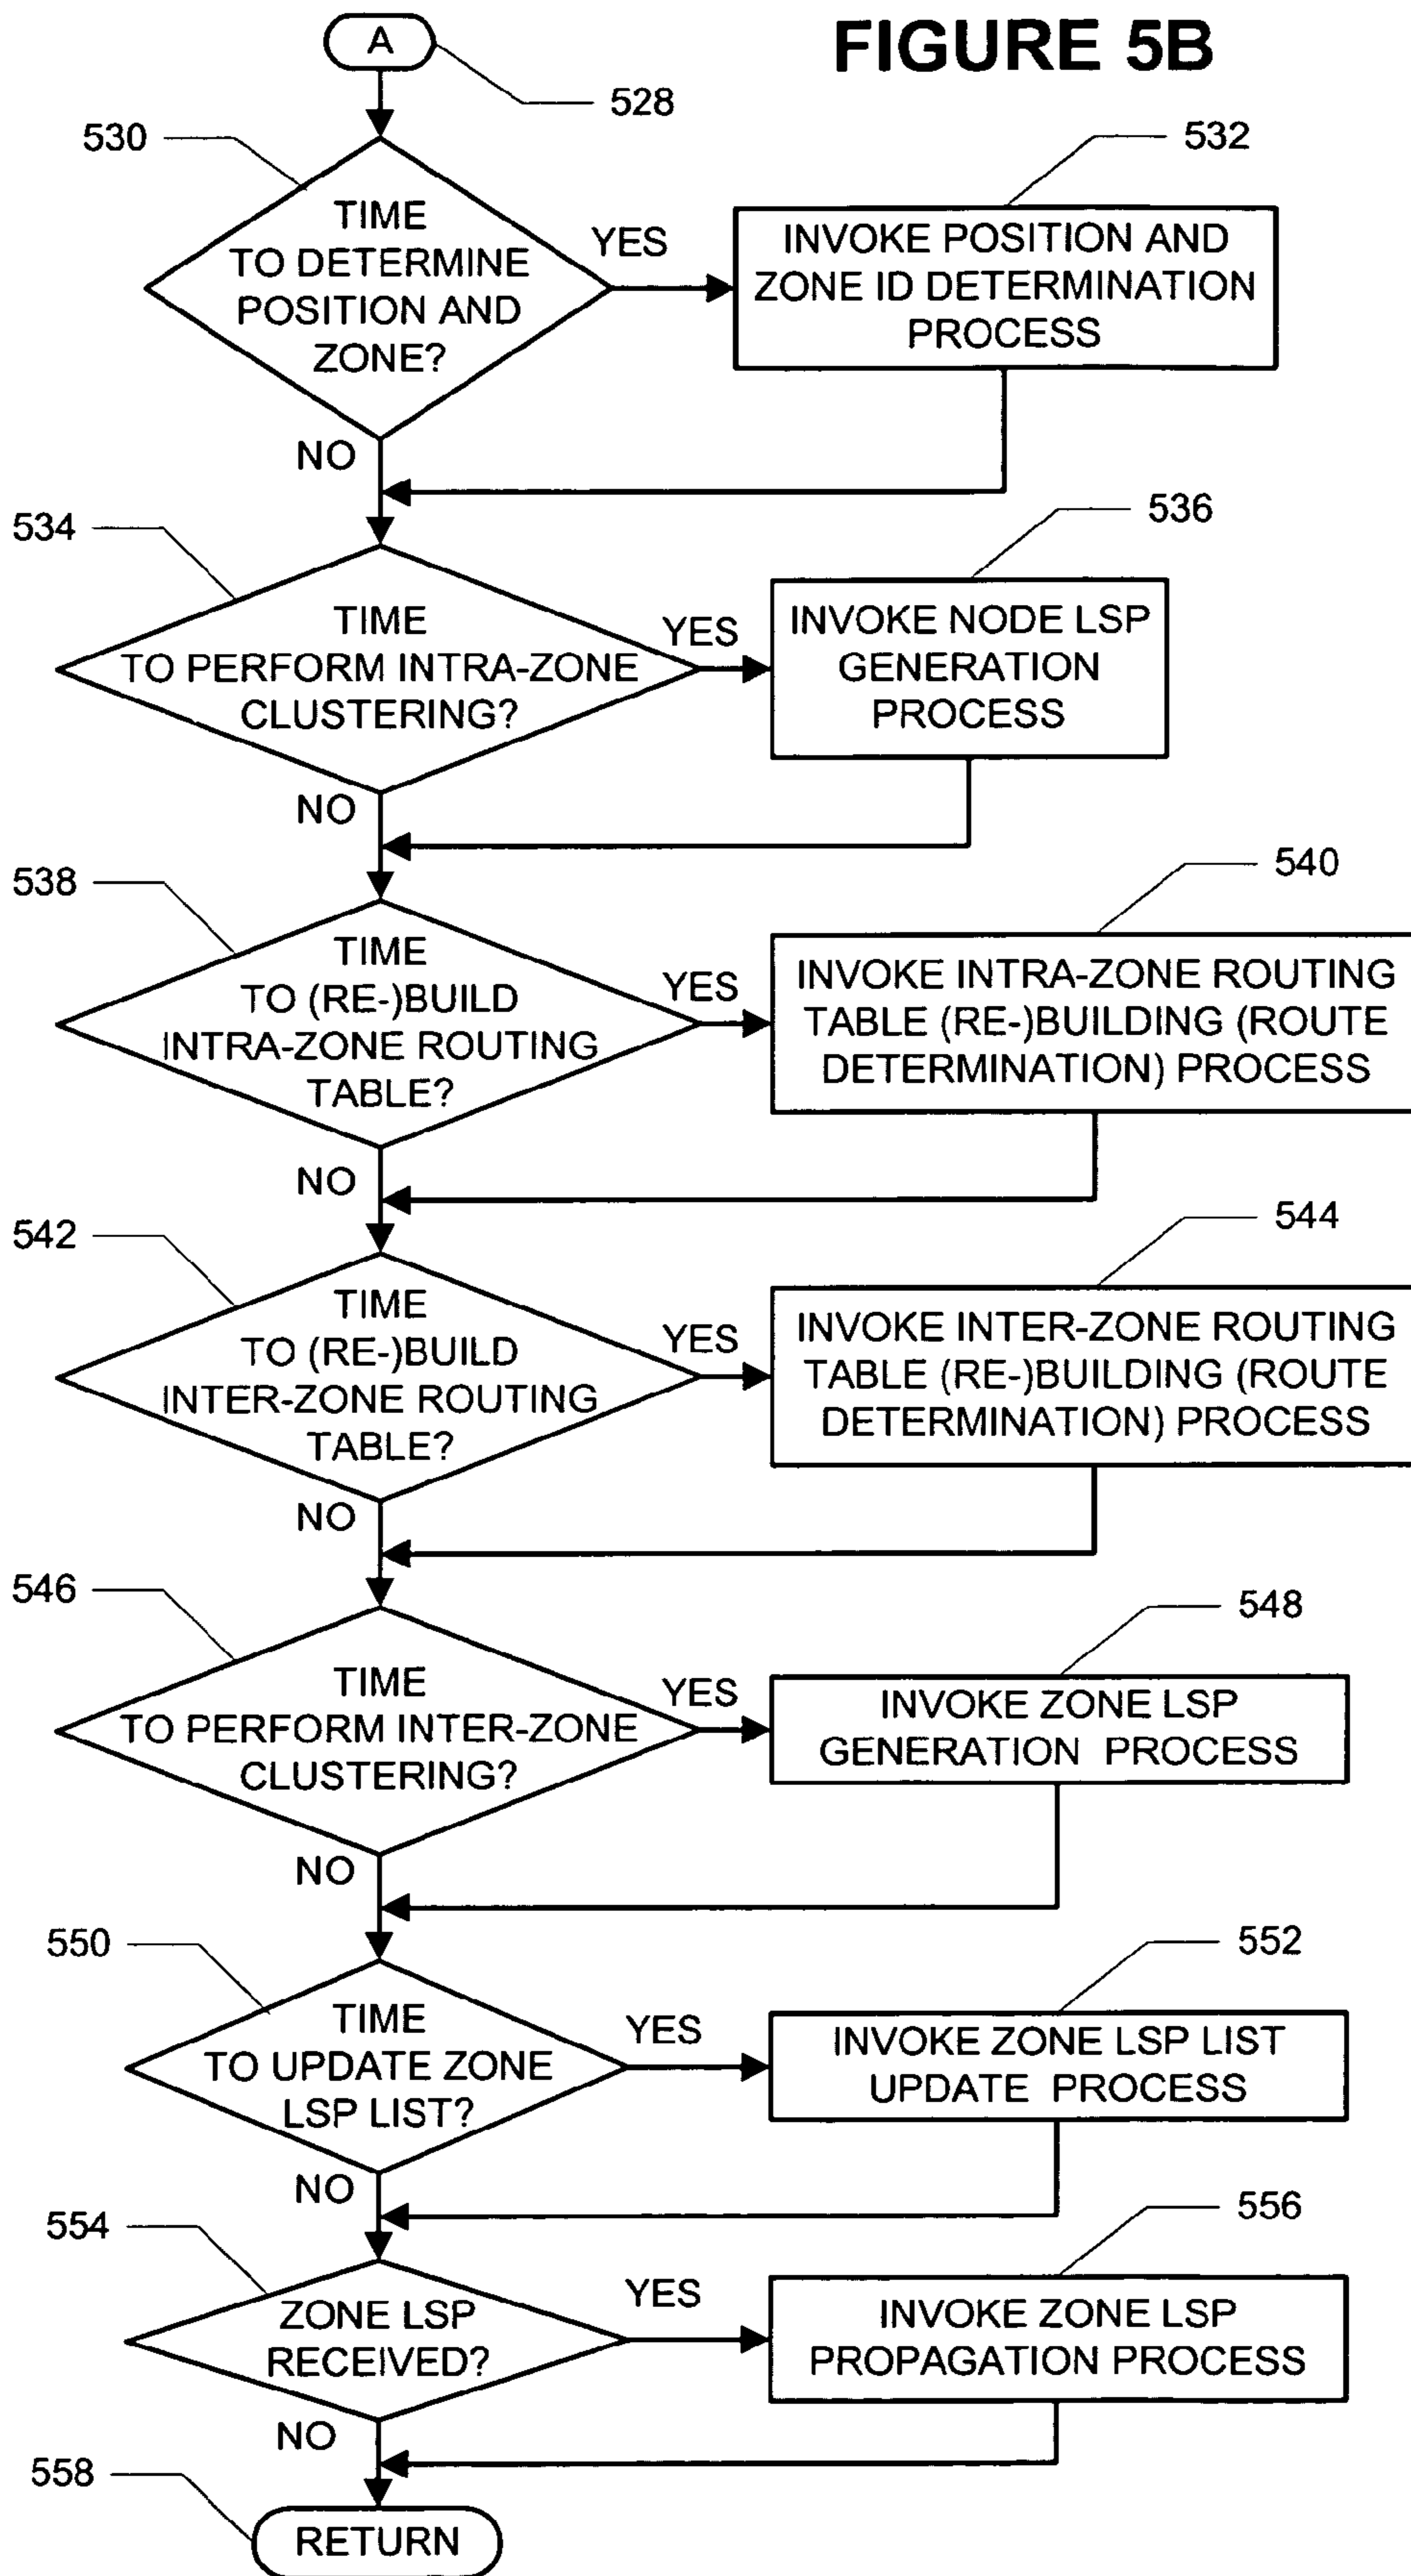 FIGURE 5B
A
528
530
TIME
TO DETERMINE
POSITION AND
ZONE?
YES
532
INVOKE POSITION AND
ZONE ID DETERMINATION
PROCESS
NO
534
TIME
TO PERFORM INTRA-ZONE
CLUSTERING?
YES
536
INVOKE NODE LSP
GENERATION
PROCESS
NO
538
TIME
TO (RE-)BUILD
INTRA-ZONE ROUTING
TABLE?
YES
540
INVOKE INTRA-ZONE ROUTING
TABLE (RE-)BUILDING (ROUTE
DETERMINATION) PROCESS
NO
542
TIME
TO (RE-)BUILD
INTER-ZONE ROUTING
TABLE?
YES
544
INVOKE INTER-ZONE ROUTING
TABLE (RE-)BUILDING (ROUTE
DETERMINATION) PROCESS
NO
546
TIME
TO PERFORM INTER-ZONE
CLUSTERING?
YES
548
INVOKE ZONE LSP
GENERATION PROCESS
NO
550
TIME
TO UPDATE ZONE
LSP LIST?
YES
552
INVOKE ZONE LSP LIST
UPDATE PROCESS
NO
554
ZONE LSP
RECEIVED?
YES
556
INVOKE ZONE LSP
PROPAGATION PROCESS
NO
558
RETURN